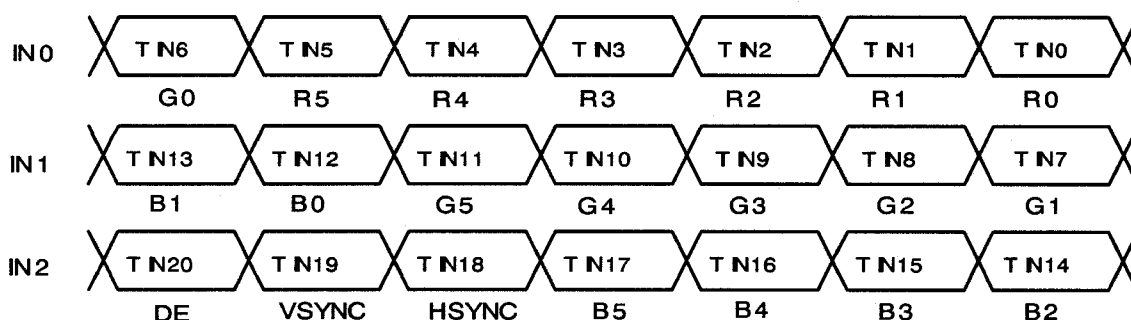 IN0 TIN6 TIN5 TIN4 TIN3 TIN2 TIN1 TIN0
G0 R5 R4 R3 R2 R1 R0
IN1 TIN13 TIN12 TIN11 TIN10 TIN9 TIN8 TIN7
B1 B0 G5 G4 G3 G2 G1
IN2 TIN20 TIN19 TIN18 TIN17 TIN16 TIN15 TIN14
DE VSYNC HSYNC B5 B4 B3 B2